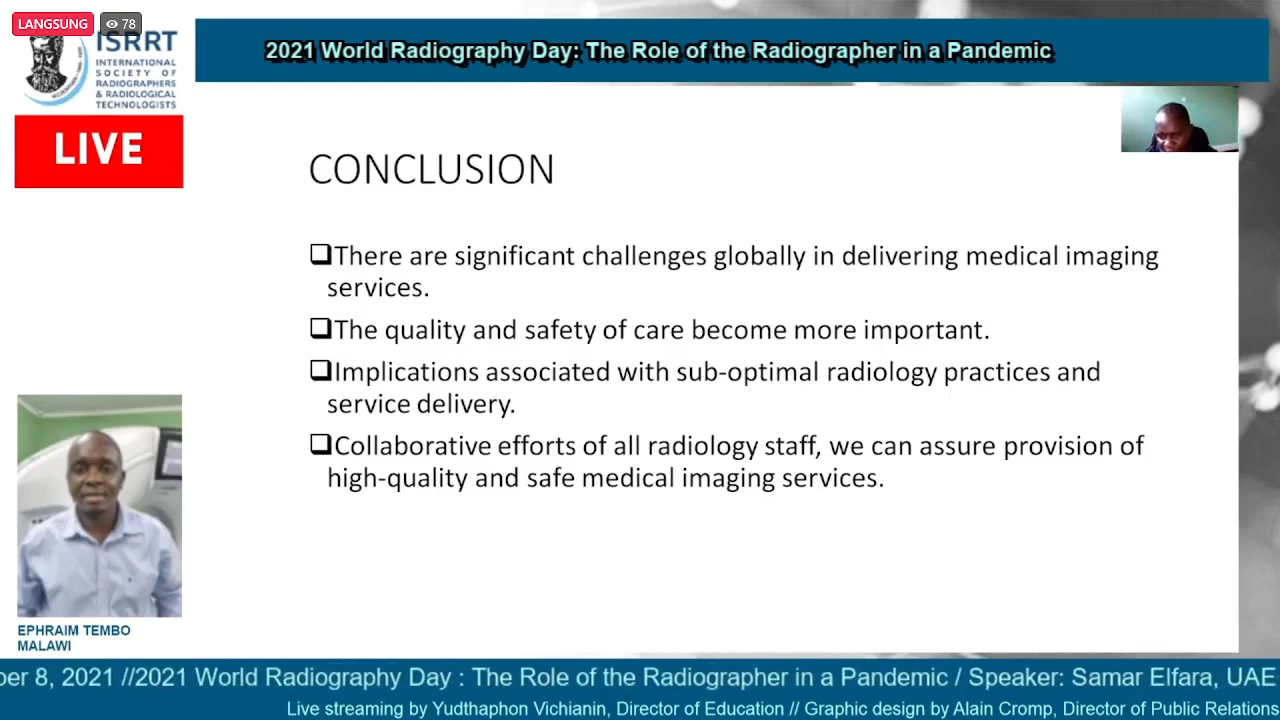 LANGSUNG 78
ISRRT
INTERNATIONAL
SOCIETY OF
RADIOGRAPHERS
& RADIOLOGICAL
TECHNOLOGISTS
2021 World Radiography Day: The Role of the Radiographer in a Pandemic
LIVE
CONCLUSION
There are significant challenges globally in delivering medical imaging
services.
The quality and safety of care become more important.
Implications associated with sub-optimal radiology practices and
service delivery.
Collaborative efforts of all radiology staff, we can assure provision of
high-quality and safe medical imaging services.
EPHRAIM TEMBO
MALAWI
ber 8, 2021 //2021 World Radiography Day : The Role of the Radiographer in a Pandemic / Speaker: Samar Elfara, UAE
Live streaming by Yudthaphon Vichianin, Director of Education // Graphic design by Alain Cromp, Director of Public Relations